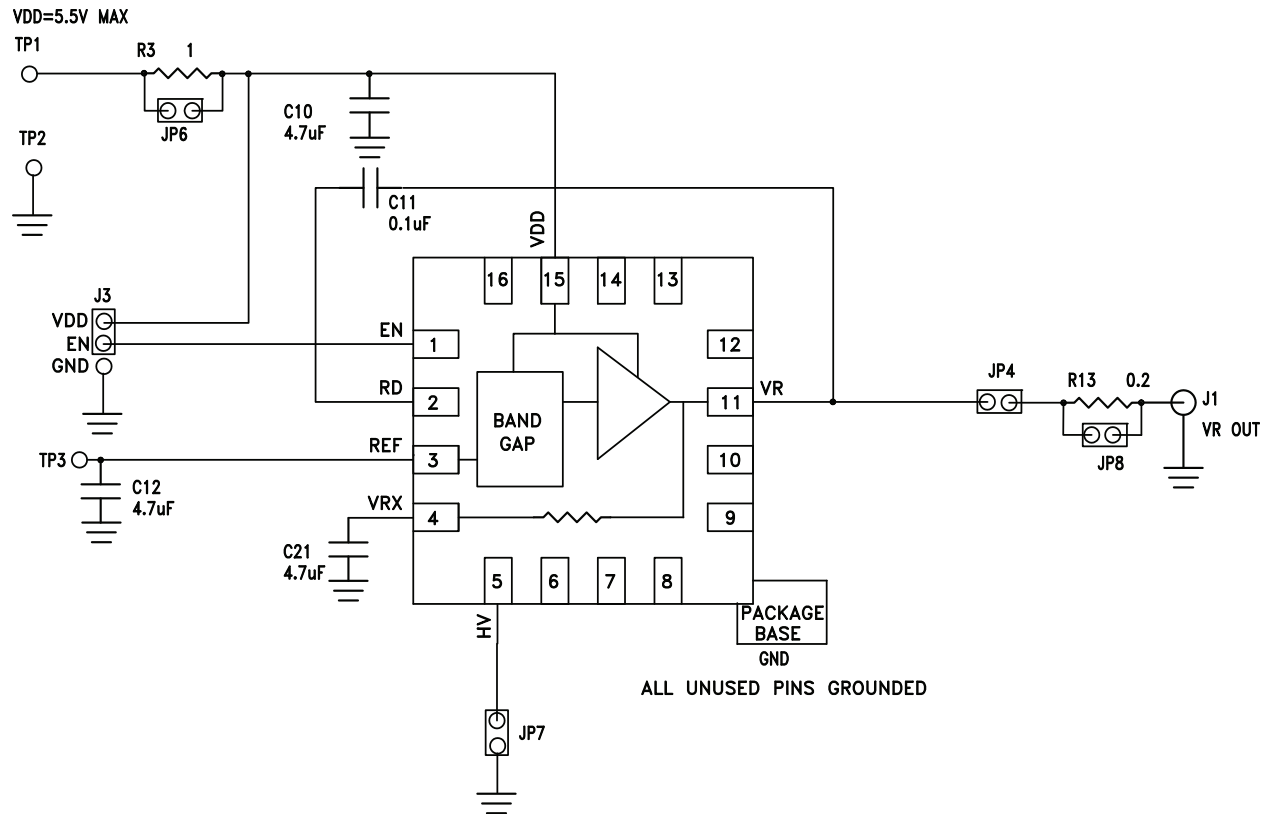 VDD=5.5V MAX
TP1
R3 1
JP6
C10
4.7uF
TP2
C11
0.1uF
VDD
16 15 14 13
J3
VDD
EN
GND
EN
1
12
RD
2
11
VR
JP4
R13 0.2
J1
VR OUT
JP8
BAND
GAP
REF
3
10
TP3
C12
4.7uF
VRX
4
9
C21
4.7uF
5 6 7 8
HV
PACKAGE
BASE
GND
ALL UNUSED PINS GROUNDED
JP7